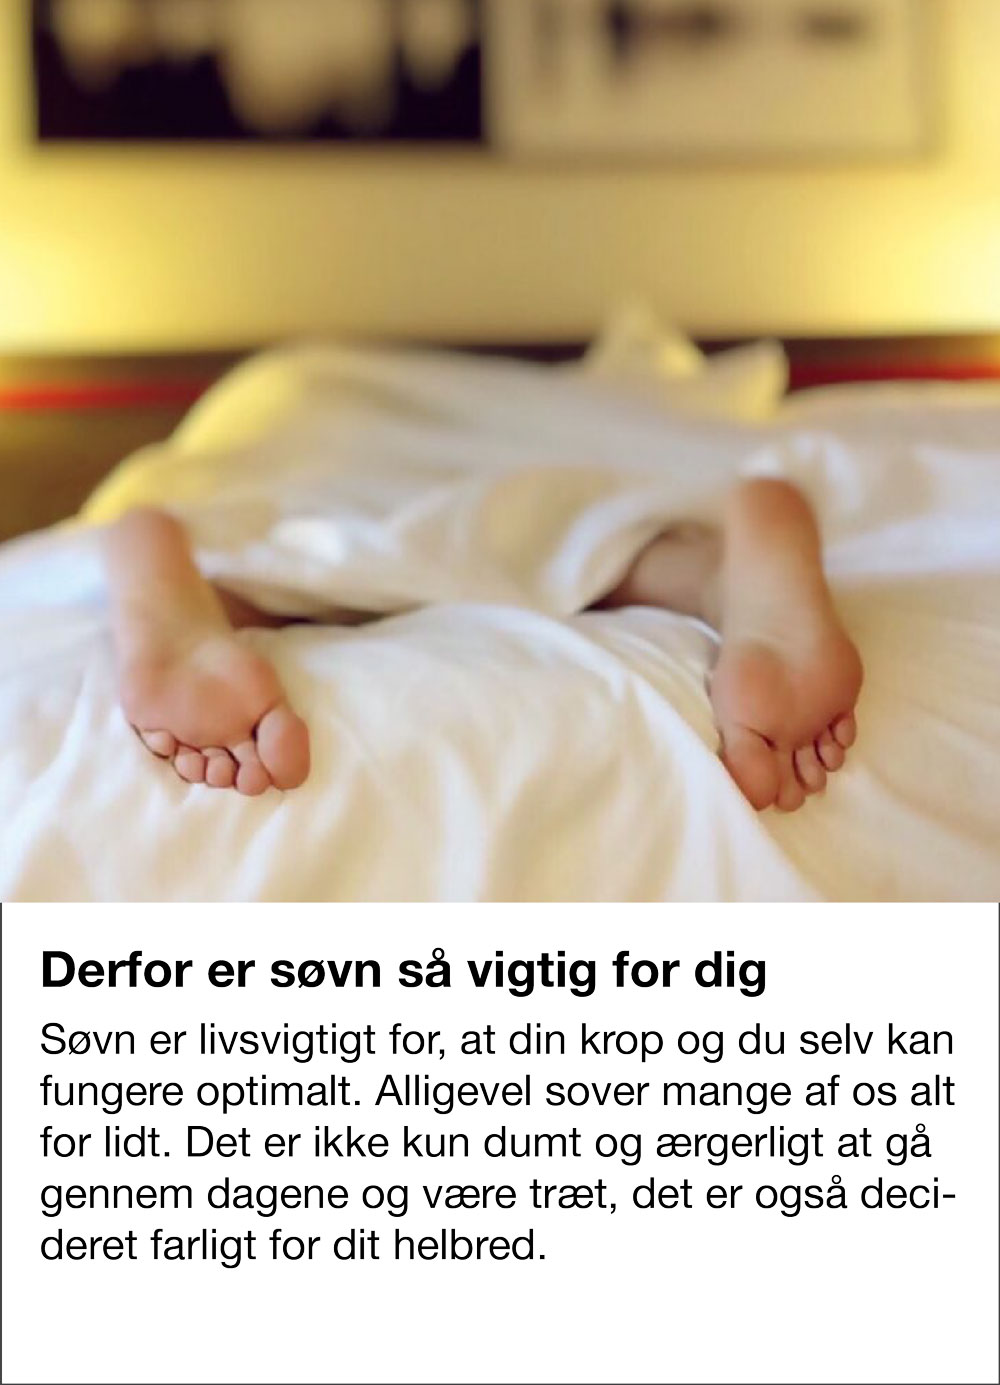 Derfor er søvn så vigtig for dig
Søvn er livsvigtigt for, at din krop og du selv kan
fungere optimalt. Alligevel sover mange af os alt
for lidt. Det er ikke kun dumt og ærgerligt at gå
gennem dagene og være træt, det er også deci-
deret farligt for dit helbred.